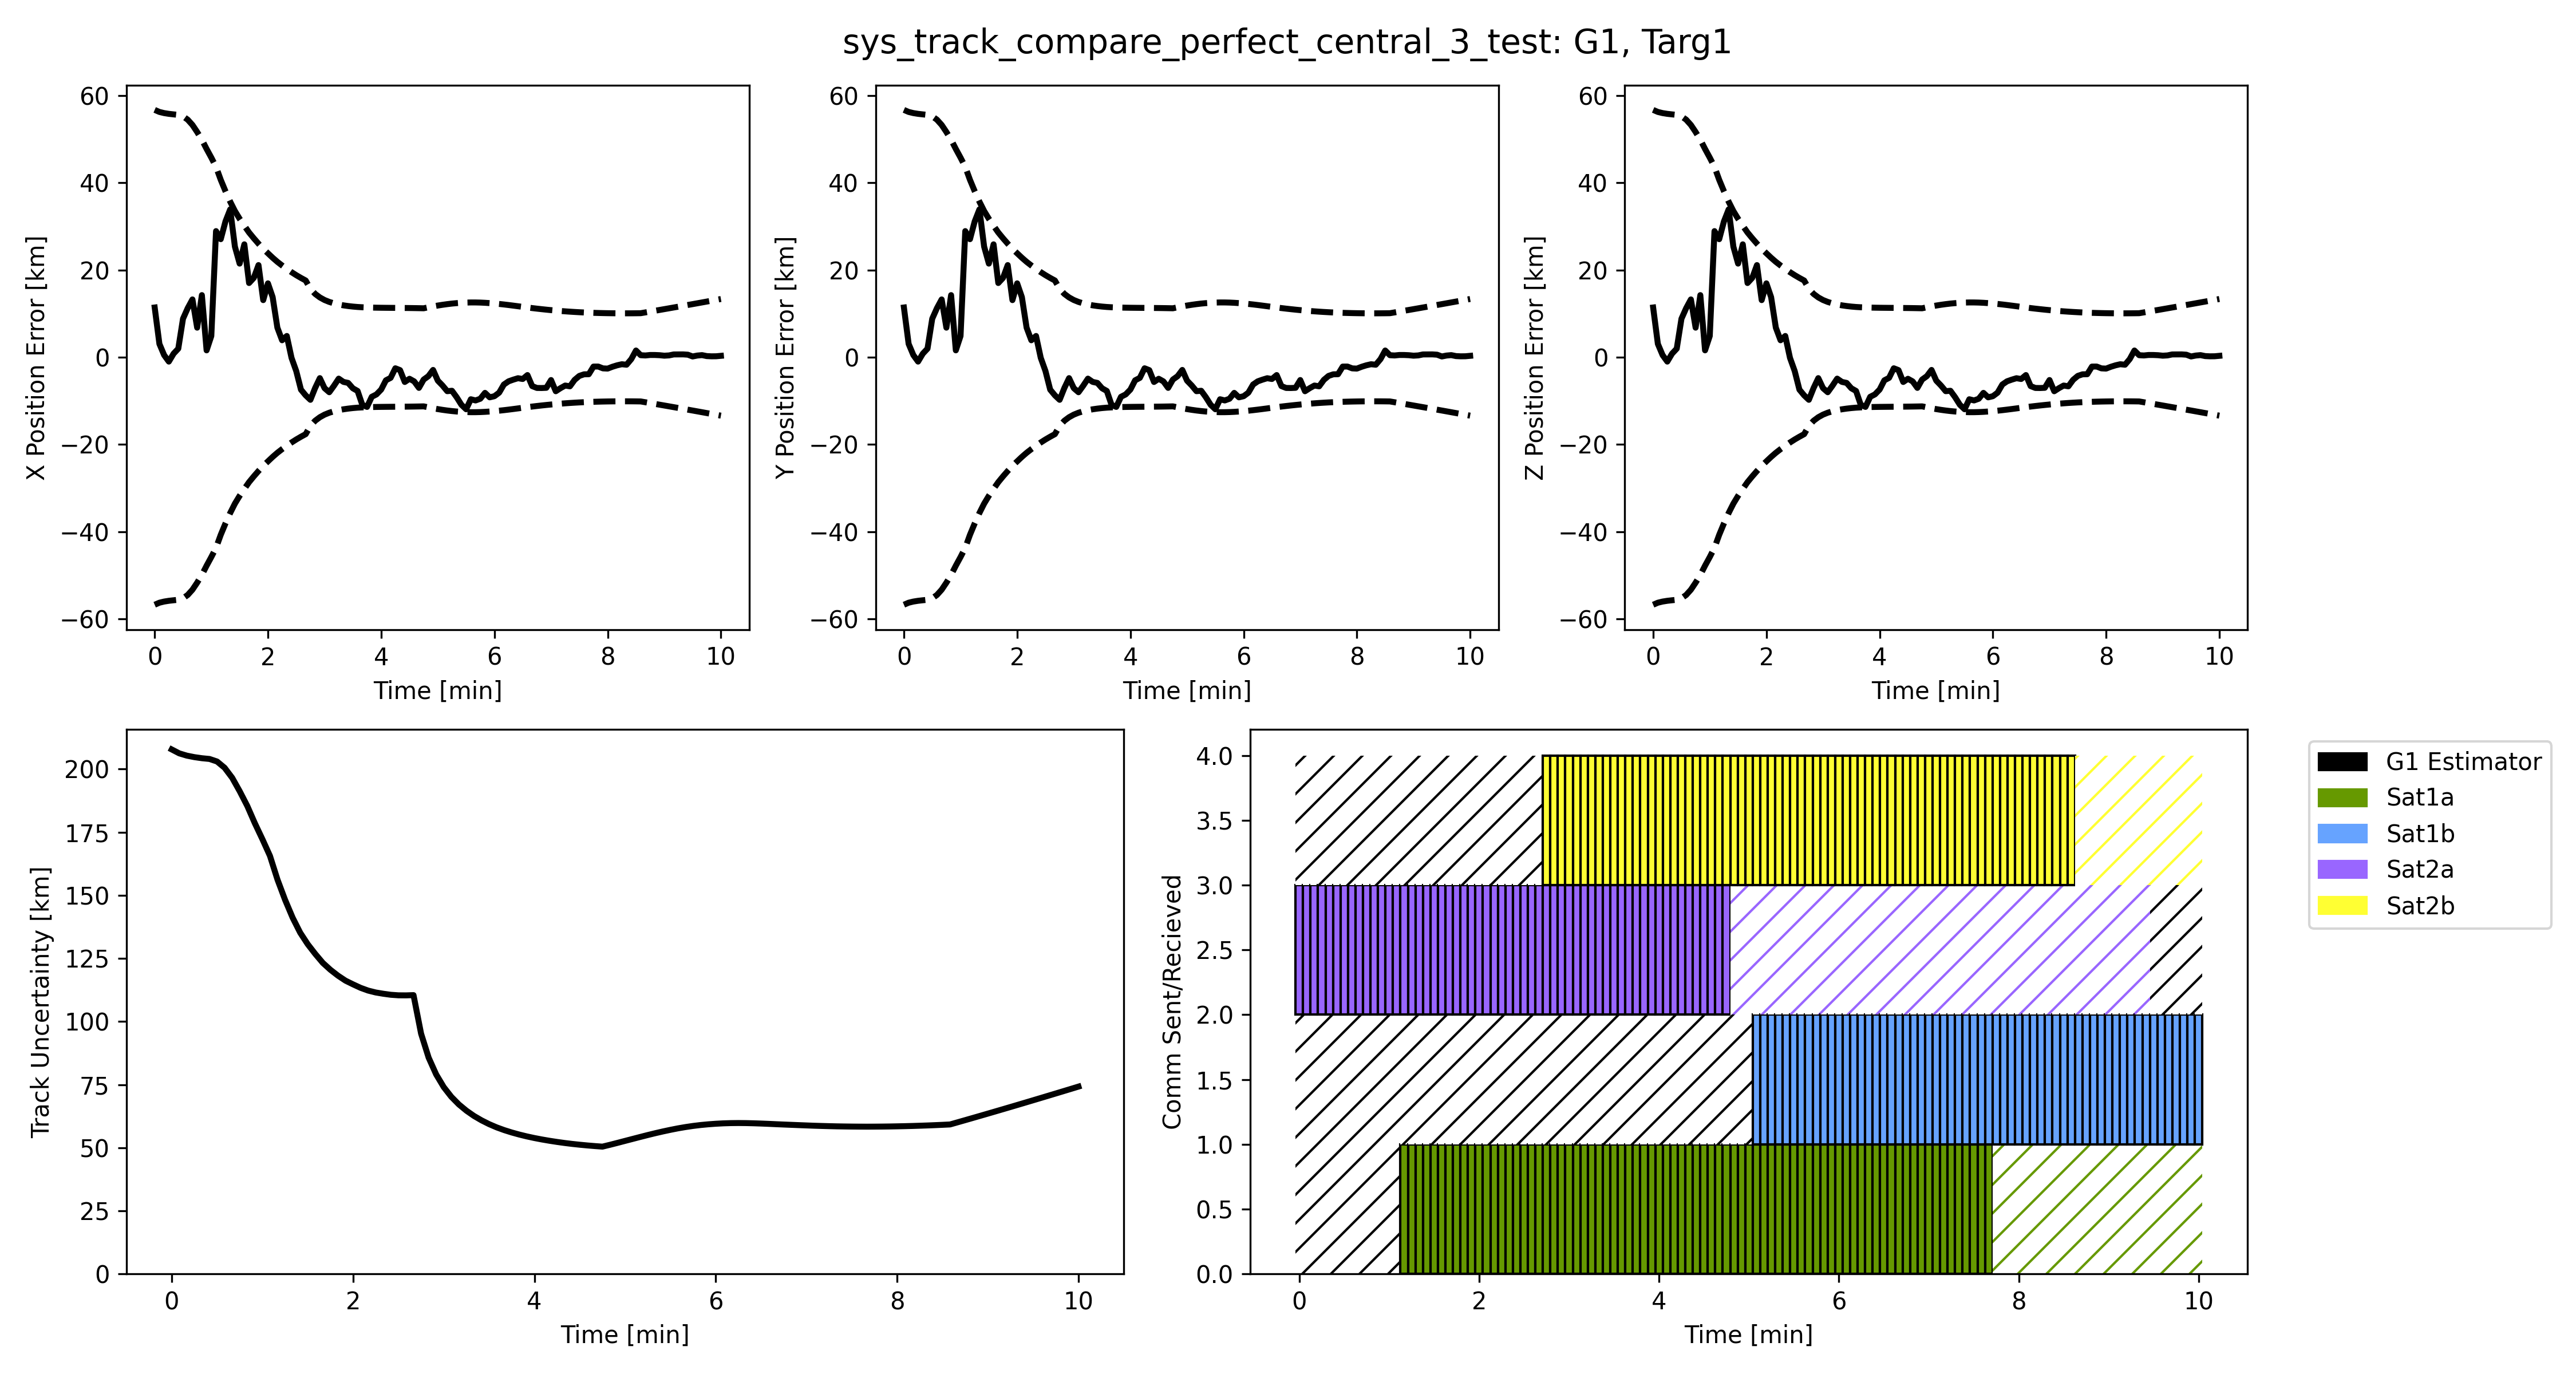 sys_track_compare_perfect_central_3_test: G1, Targ1
X Position Error [km]
60
40
20
0
−20
−40
−60
0 2 4 6 8 10
Time [min]
Y Position Error [km]
60
40
20
0
−20
−40
−60
0 2 4 6 8 10
Time [min]
Z Position Error [km]
60
40
20
0
−20
−40
−60
0 2 4 6 8 10
Time [min]
Track Uncertainty [km]
200
175
150
125
100
75
50
25
0
0 2 4 6 8 10
Time [min]
Comm Sent/Recieved
4.0
3.5
3.0
2.5
2.0
1.5
1.0
0.5
0.0
0 2 4 6 8 10
Time [min]
G1 Estimator
Sat1a
Sat1b
Sat2a
Sat2b